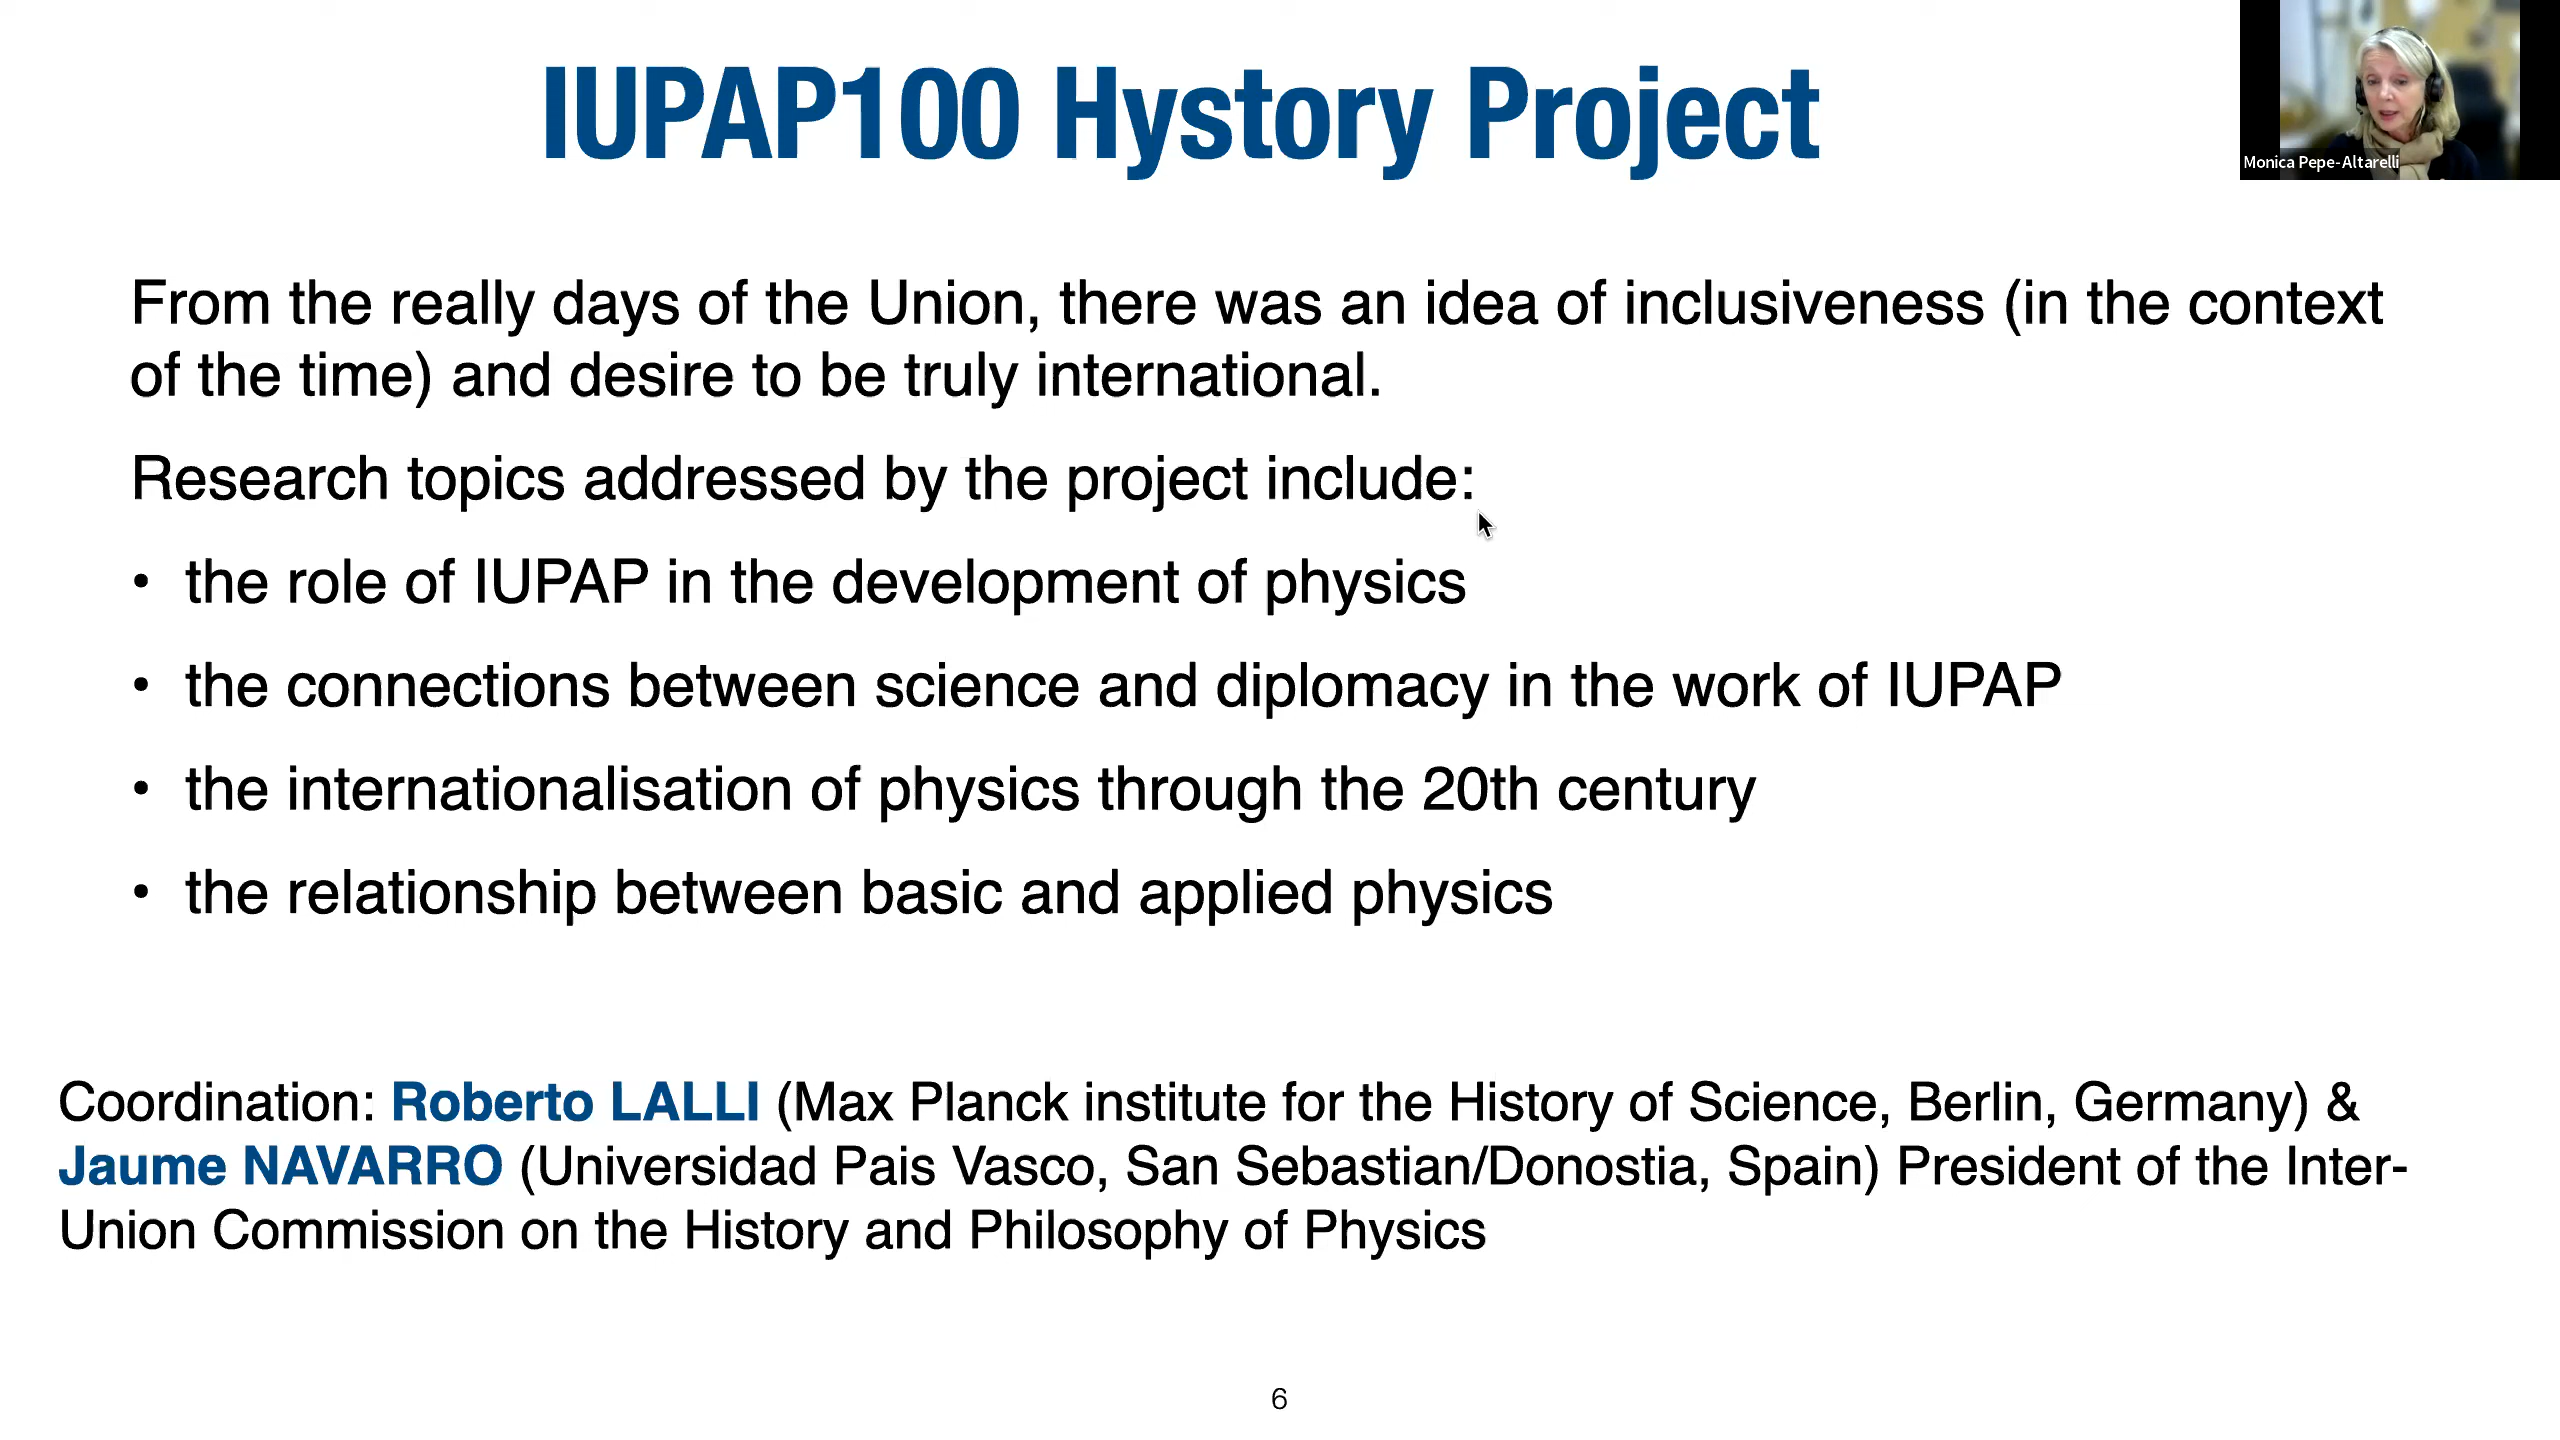 IUPAP100 Hystory Project
Monica Pepe-Altarelli
From the really days of the Union, there was an idea of inclusiveness (in the context
of the time) and desire to be truly international.
Research topics addressed by the project include:
• the role of IUPAP in the development of physics
• the connections between science and diplomacy in the work of IUPAP
• the internationalisation of physics through the 20th century
• the relationship between basic and applied physics
Coordination: Roberto LALLI (Max Planck institute for the History of Science, Berlin, Germany) &
Jaume NAVARRO (Universidad Pais Vasco, San Sebastian/Donostia, Spain) President of the Inter-
Union Commission on the History and Philosophy of Physics
6